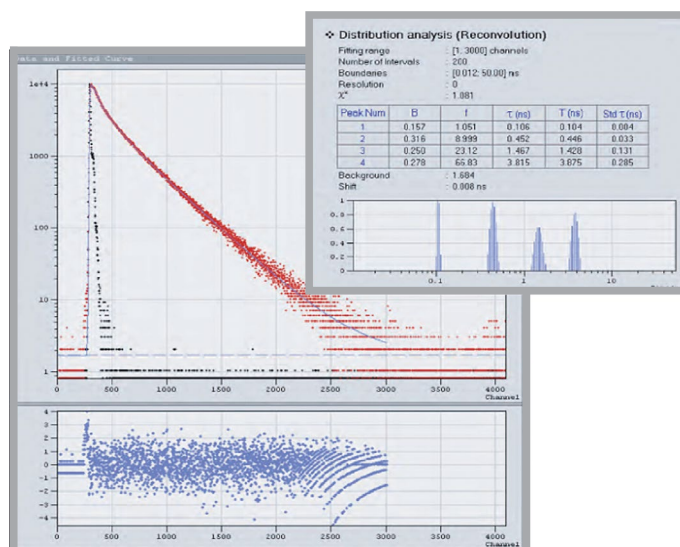 Data and Fitted Curve
1e+4
1000
100
10
1
0 500 1000 1500 2000 2500 3000 3500 4000
Channel
4
3
2
1
0
-1
-2
-3
-4
0 500 1000 1500 2000 2500 3000 3500 4000
Channel
❖ Distribution analysis (Reconvolution)
Fitting range : [1; 3000] channels
Number of Intervals : 200
Boundaries : [0.012; 50.00] ns
Resolution : 0
Χ² : 1.081
Peak Num B f τ (ns) T (ns) Std τ (ns)
1 0.157 1.051 0.106 0.104 0.004
2 0.316 8.999 0.452 0.446 0.033
3 0.250 23.12 1.467 1.428 0.131
4 0.278 66.83 3.815 3.875 0.285
Background : 1.684
Shift : 0.008 ns
1
0.8
0.6
0.4
0.2
0
0.1 1 10